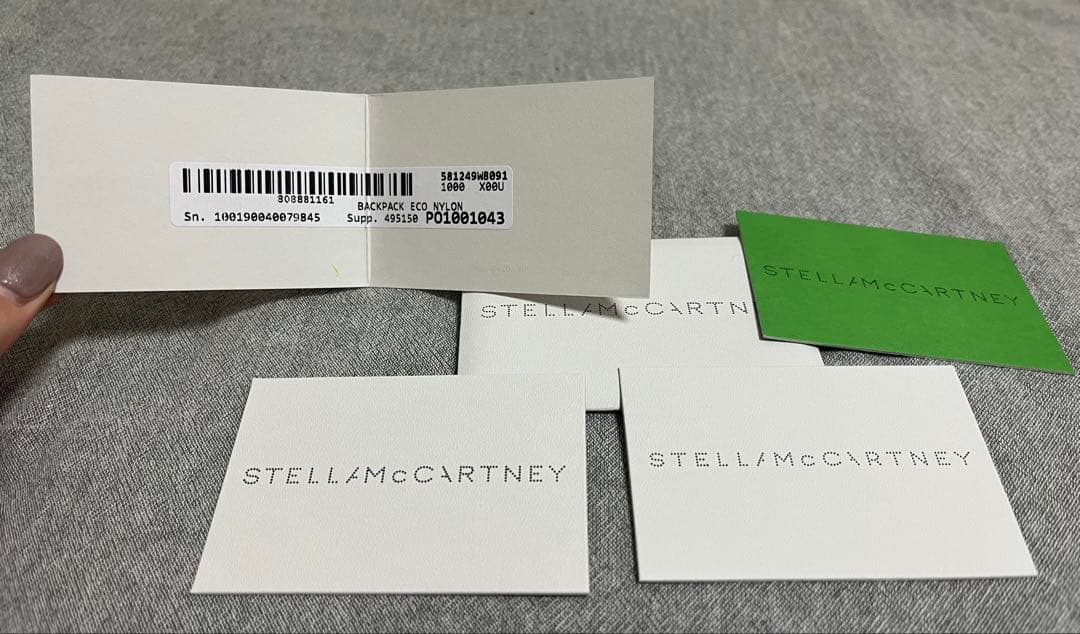 581249W8091
1000 X00U
808881161
BACKPACK ECO NYLON
Sn. 100190040079845 Supp. 495150 PO1001043
STELLAMcCARTNEY
STELLAMcCARTN
STELLAMcCARTNEY
STELLAMcCARTNEY